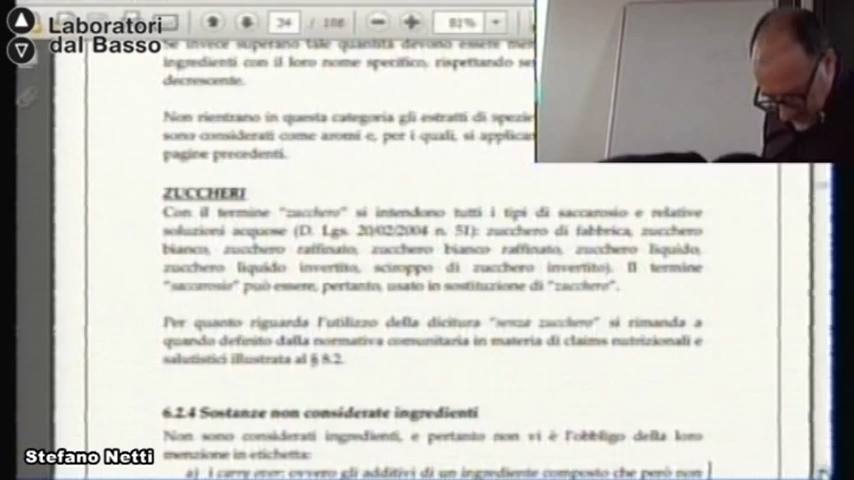 Laboratori
dal Basso
34 / 108
81%
se invece superano tale quantità devono essere
ingredienti con il loro nome specifico, rispettando
decrescente.
Non rientrano in questa categoria gli estratti di
sono considerati come aromi e, per i quali, si
pagine precedenti.
ZUCCHERI
Con il termine "zucchero" si intendono tutti i tipi di saccarosio e relative
soluzioni acquose (D. Lgs. 20/02/2004 n. 51): zucchero di fabbrica, zucchero
bianco, zucchero raffinato, zucchero bianco raffinato, zucchero liquido,
zucchero liquido invertito, sciroppo di zucchero invertito). Il termine
"saccarosio" può essere, pertanto, usato in sostituzione di "zucchero".
Per quanto riguarda l'utilizzo della dicitura "senza zucchero" si rimanda a
quando definito dalla normativa comunitaria in materia di claims nutrizionali e
salutistici illustrata al § 8.2.
6.2.4 Sostanze non considerate ingredienti
Non sono considerati ingredienti, e pertanto non vi è l'obbligo della loro
menzione in etichetta:
a) i carry over: ovvero gli additivi di un ingrediente composto che però non
Stefano Netti